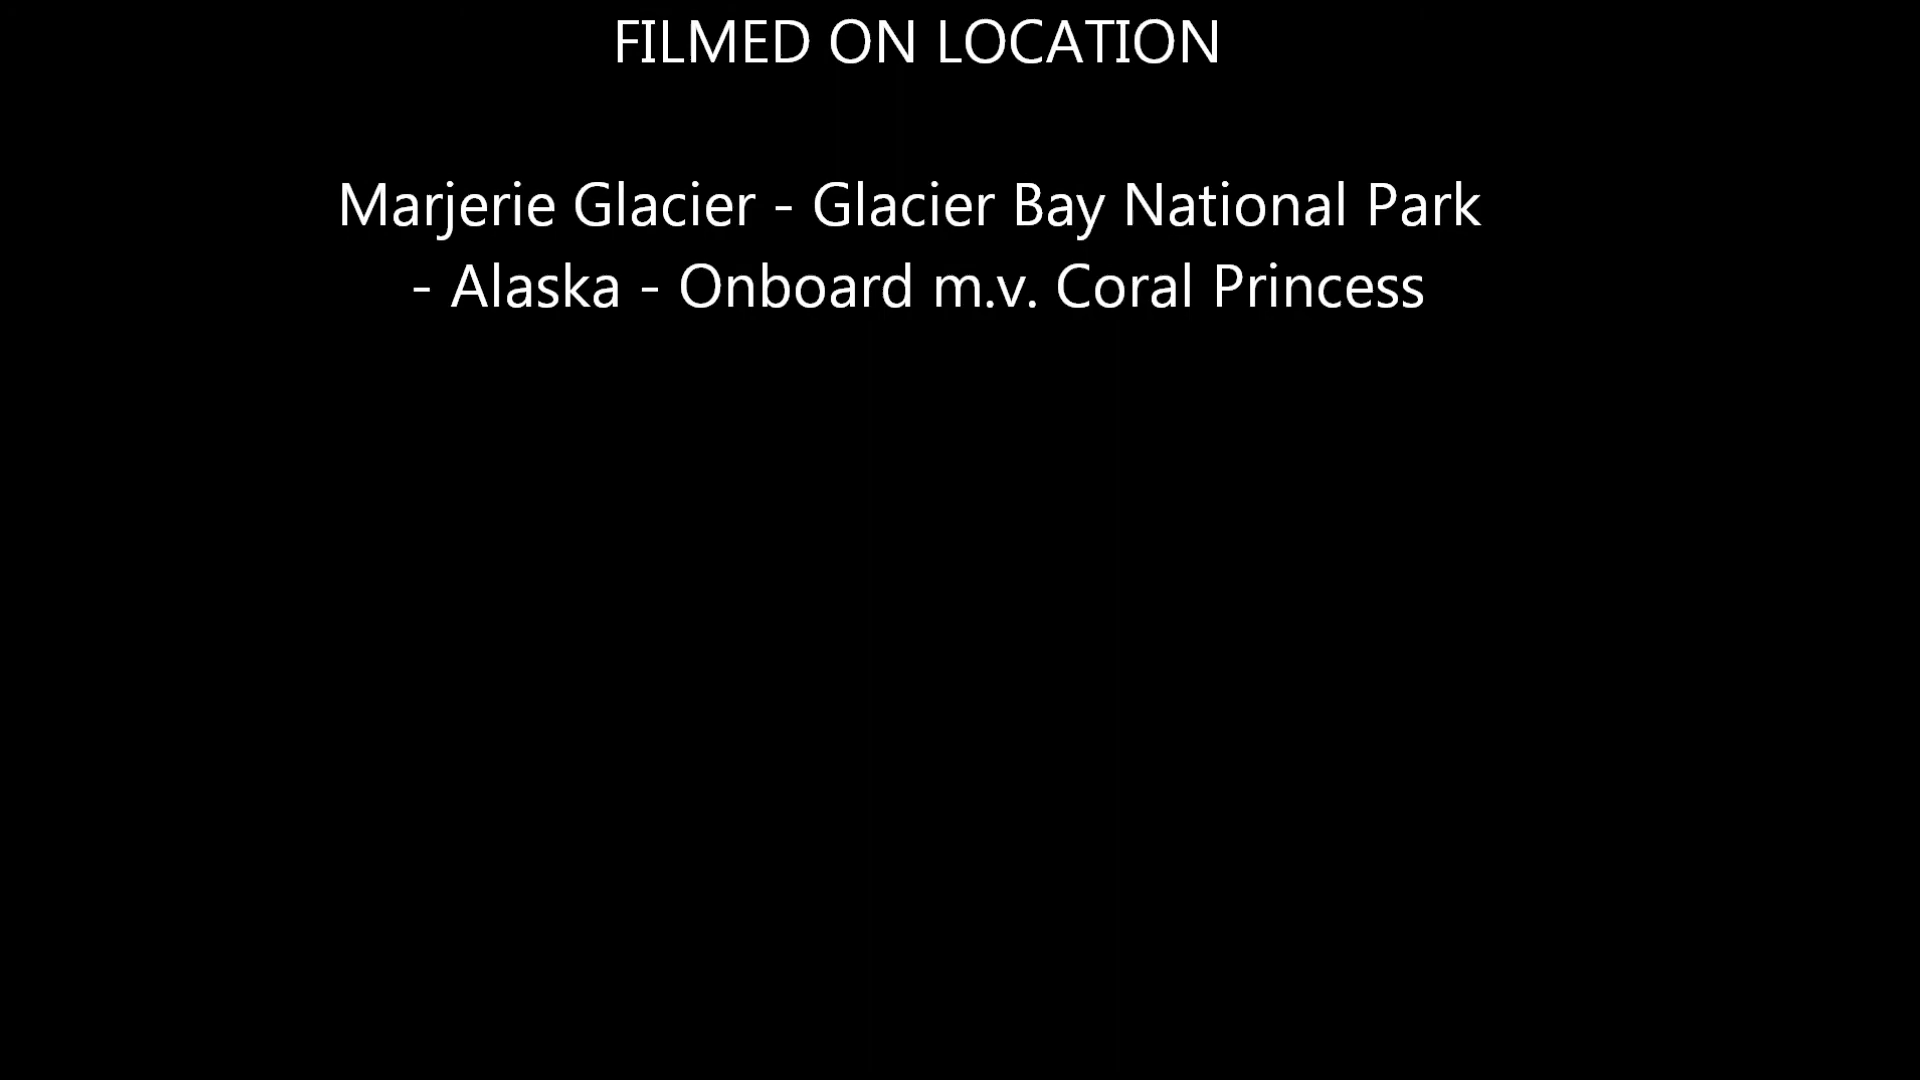 FILMED ON LOCATION
Marjerie Glacier - Glacier Bay National Park
- Alaska - Onboard m.v. Coral Princess